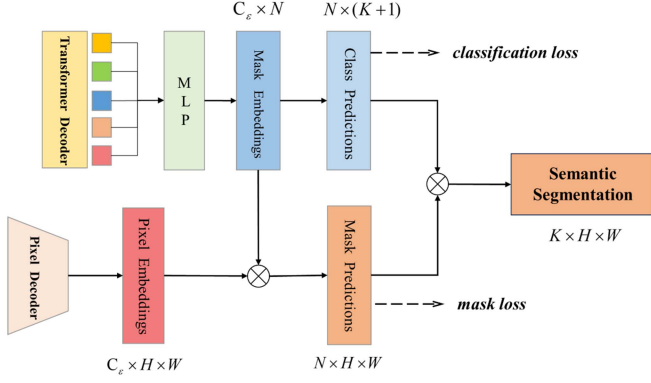 C_ε × N
N × (K + 1)
Transformer Decoder
MLP
Mask Embeddings
Class Predictions
classification loss
Semantic
Segmentation
K × H × W
Pixel Decoder
Pixel Embeddings
Mask Predictions
mask loss
C_ε × H × W
N × H × W